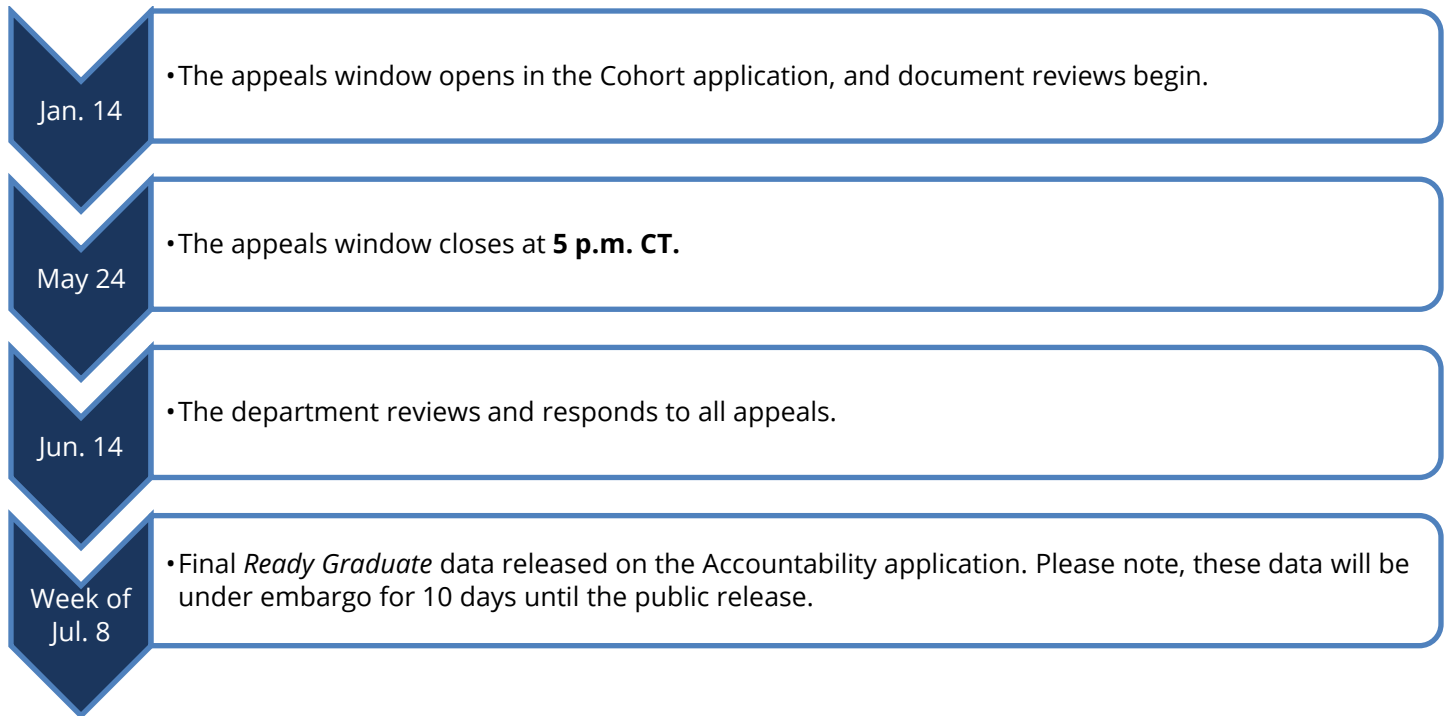 Jan. 14
•The appeals window opens in the Cohort application, and document reviews begin.
May 24
•The appeals window closes at 5 p.m. CT.
Jun. 14
•The department reviews and responds to all appeals.
Week of
Jul. 8
•Final Ready Graduate data released on the Accountability application. Please note, these data will be
under embargo for 10 days until the public release.